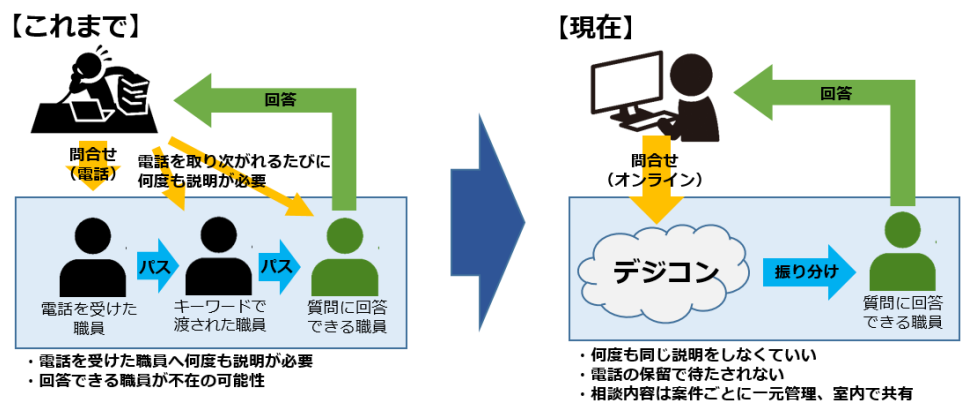 【これまで】
回答
問合せ
（電話）
電話を取り次がれるたびに
何度も説明が必要
パス
パス
電話を受けた
職員
キーワードで
渡された職員
質問に回答
できる職員
・電話を受けた職員へ何度も説明が必要
・回答できる職員が不在の可能性
【現在】
回答
問合せ
（オンライン）
デジコン
振り分け
質問に回答
できる職員
・何度も同じ説明をしなくていい
・電話の保留で待たされない
・相談内容は案件ごとに一元管理、室内で共有